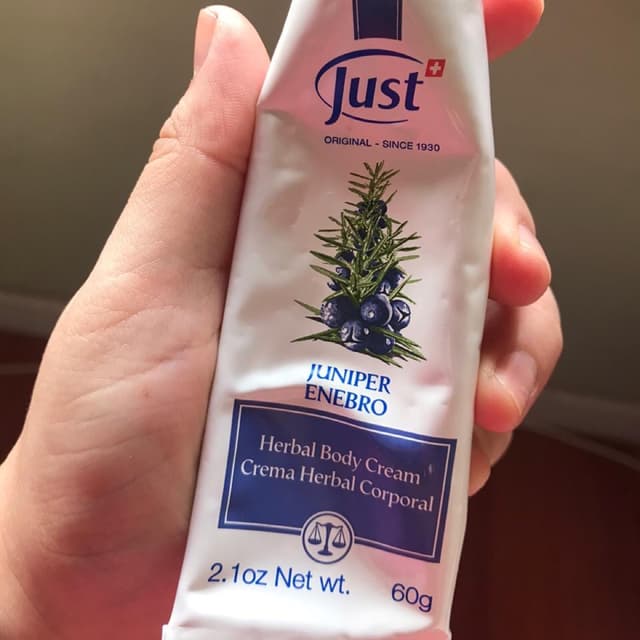 Just
ORIGINAL - SINCE 1930
JUNIPER
ENEBRO
Herbal Body Cream
Crema Herbal Corporal
2.1oz Net wt. 60g